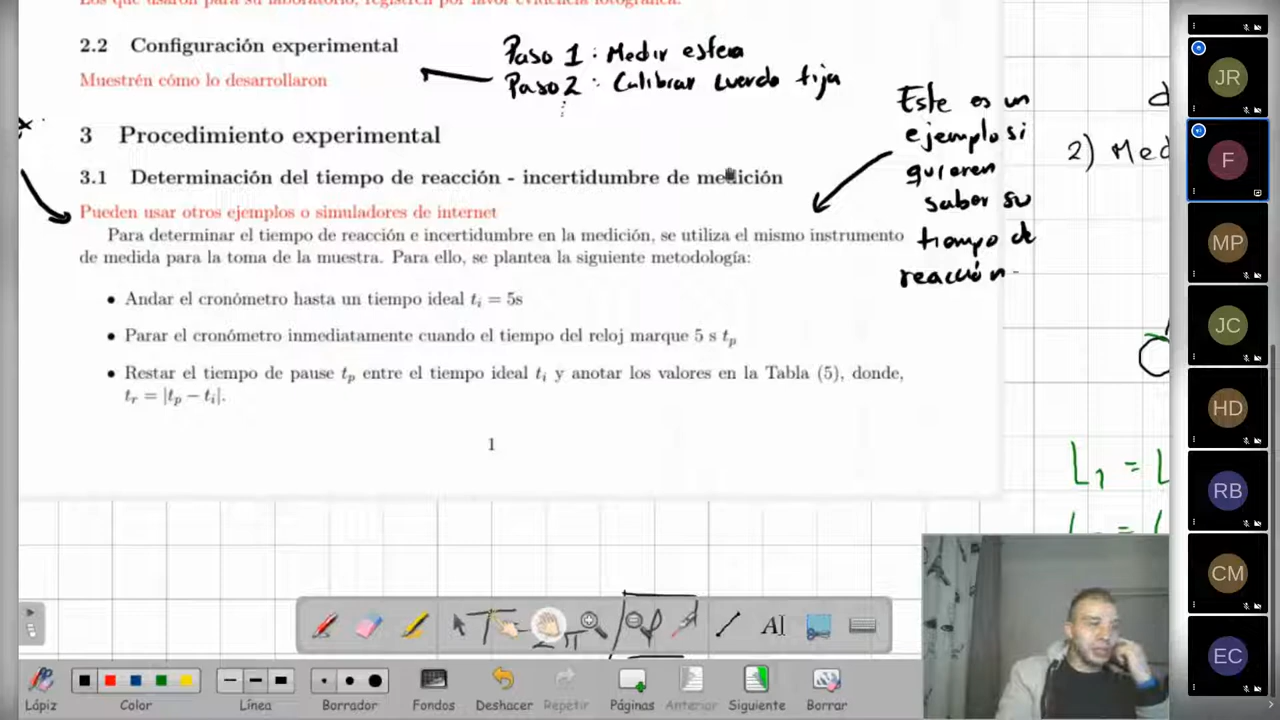 Los que usaron para su laboratorio, registren por favor evidencia fotográfica.
2.2 Configuración experimental
Muestrén cómo lo desarrollaron
Paso 1 : Medir esfera
Paso 2 : Calibrar cuerda fija
3 Procedimiento experimental
3.1 Determinación del tiempo de reacción - incertidumbre de medición
Pueden usar otros ejemplos o simuladores de internet
Para determinar el tiempo de reacción e incertidumbre en la medición, se utiliza el mismo instrumento
de medida para la toma de la muestra. Para ello, se plantea la siguiente metodología:
• Andar el cronómetro hasta un tiempo ideal tᵢ = 5s
• Parar el cronómetro inmediatamente cuando el tiempo del reloj marque 5 s tₚ
• Restar el tiempo de pause tₚ entre el tiempo ideal tᵢ y anotar los valores en la Tabla (5), donde,
tᵣ = |tₚ − tᵢ|.
1
Este es un
ejemplo si
quieren
saber su
tiempo de
reacción
2) Med
L₁ = L
JR
F
MP
JC
HD
RB
CM
EC
Lápiz
Color
Línea
Borrador
Fondos
Deshacer
Repetir
Páginas
Anterior
Siguiente
Borrar